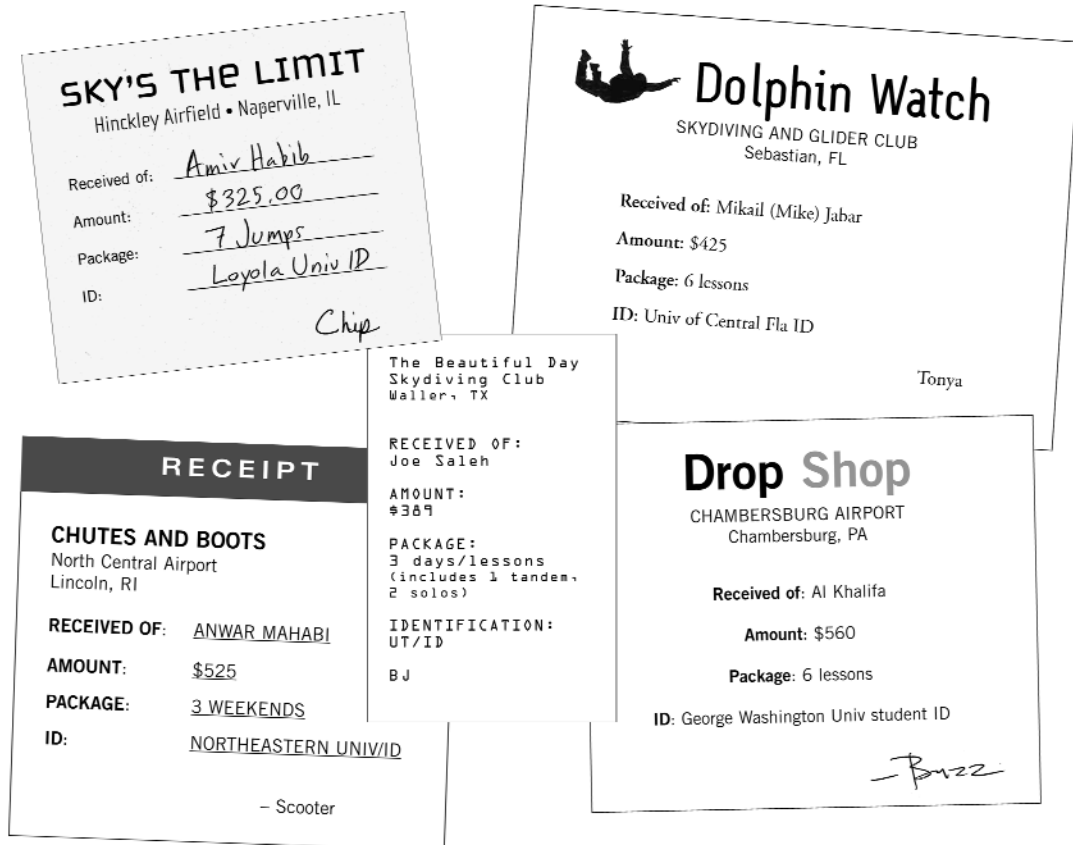 SKY'S THE LIMIT
Hinckley Airfield • Naperville, IL
Received of: Amir Habib
Amount: $325.00
Package: 7 Jumps
ID: Loyola Univ ID
Chip
Dolphin Watch
SKYDIVING AND GLIDER CLUB
Sebastian, FL
Received of: Mikail (Mike) Jabar
Amount: $425
Package: 6 lessons
ID: Univ of Central Fla ID
Tonya
The Beautiful Day
Skydiving Club
Waller, TX
RECEIVED OF:
Joe Saleh
AMOUNT:
$389
PACKAGE:
3 days/lessons
(includes 1 tandem,
2 solos)
IDENTIFICATION:
UT/ID
BJ
RECEIPT
CHUTES AND BOOTS
North Central Airport
Lincoln, RI
RECEIVED OF: ANWAR MAHABI
AMOUNT: $525
PACKAGE: 3 WEEKENDS
ID: NORTHEASTERN UNIV/ID
– Scooter
Drop Shop
CHAMBERSBURG AIRPORT
Chambersburg, PA
Received of: Al Khalifa
Amount: $560
Package: 6 lessons
ID: George Washington Univ student ID
– Buzz